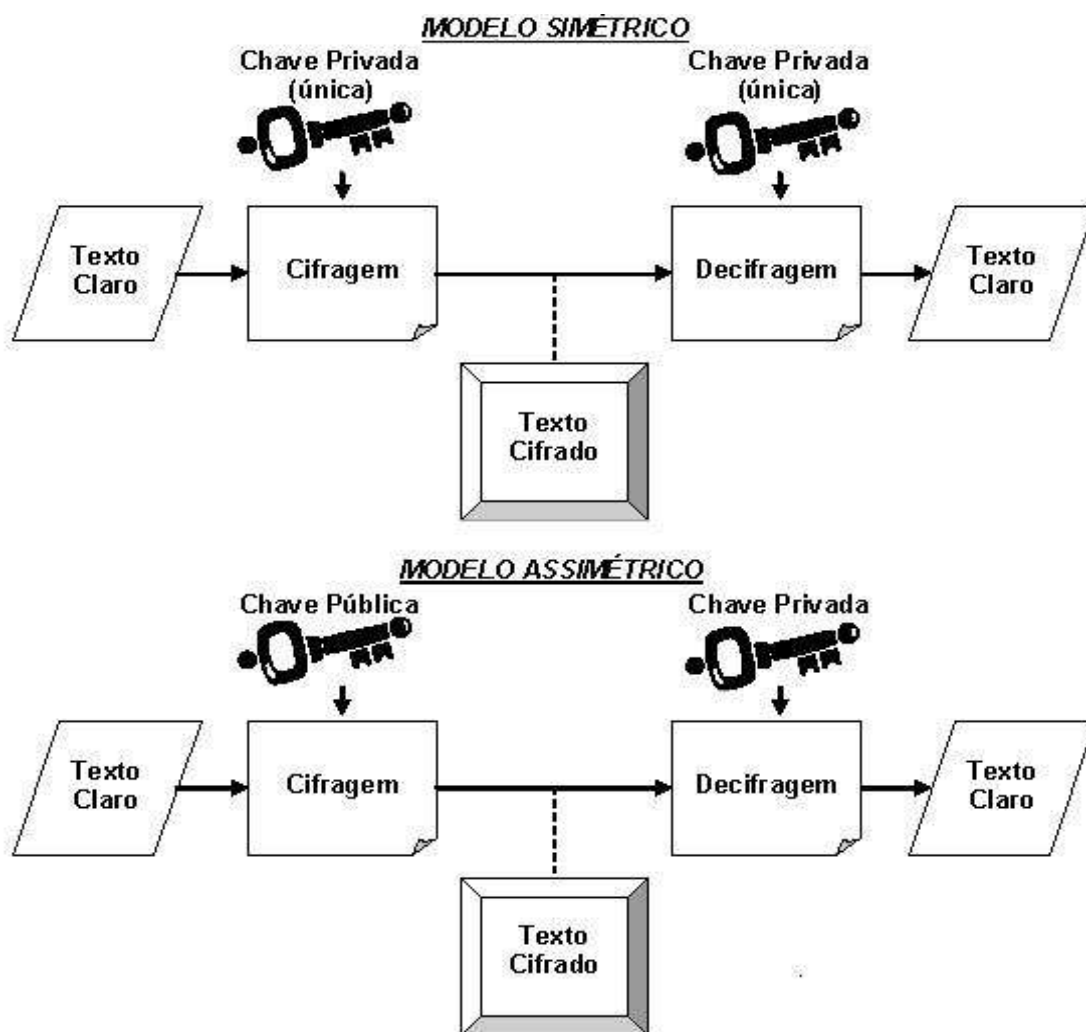 MODELO SIMÉTRICO
Chave Privada
(única)
Chave Privada
(única)
Texto
Claro
Cifragem
Decifragem
Texto
Claro
Texto
Cifrado
MODELO ASSIMÉTRICO
Chave Pública
Chave Privada
Texto
Claro
Cifragem
Decifragem
Texto
Claro
Texto
Cifrado